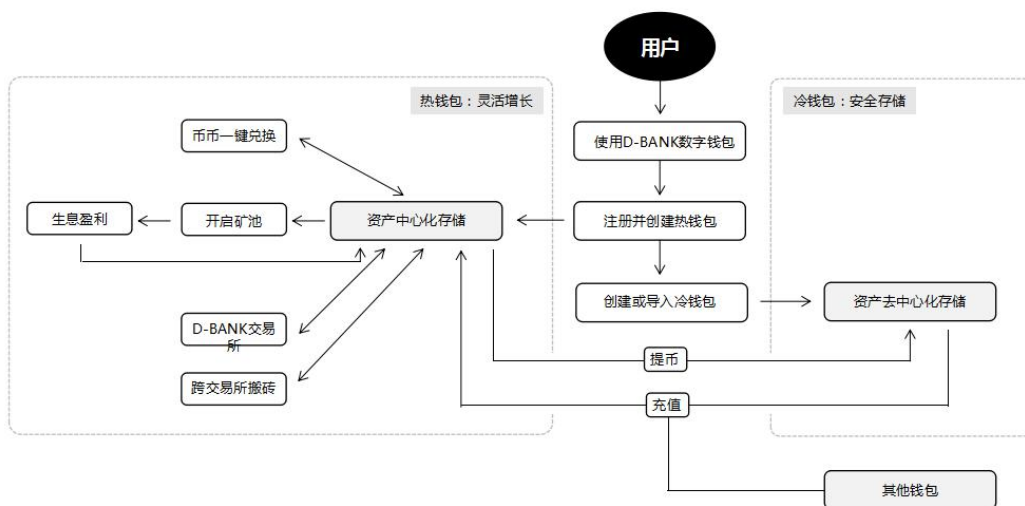 用户
热钱包：灵活增长
冷钱包：安全存储
币币一键兑换
使用D-BANK数字钱包
生息盈利
开启矿池
资产中心化存储
注册并创建热钱包
创建或导入冷钱包
资产去中心化存储
D-BANK交易
所
提币
跨交易所搬砖
充值
其他钱包